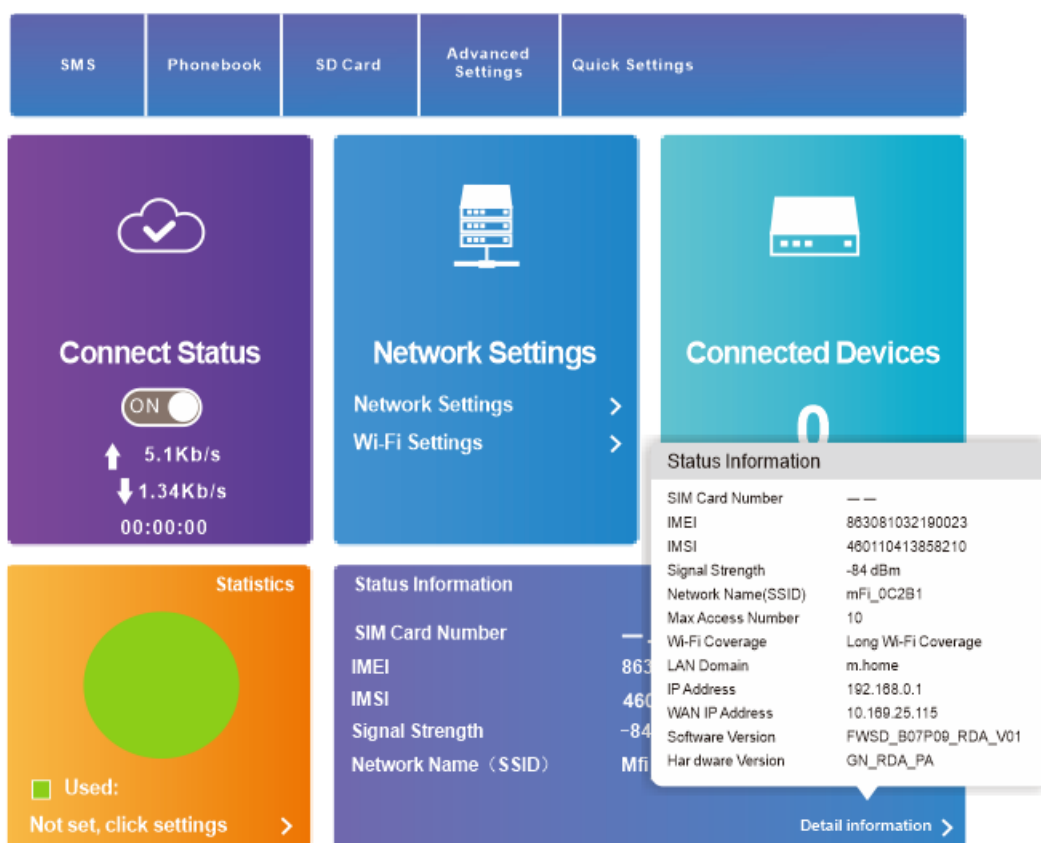 SMS
Phonebook
SD Card
Advanced
Settings
Quick Settings
Connect Status
ON
5.1Kb/s
1.34Kb/s
00:00:00
Network Settings
Network Settings
Wi-Fi Settings
Connected Devices
0
Statistics
Used:
Not set, click settings
Status Information
SIM Card Number — –
IMEI 863
IMSI 460
Signal Strength -84
Network Name（SSID） Mfi
Detail information
Status Information
SIM Card Number — —
IMEI 863081032190023
IMSI 460110413858210
Signal Strength -84 dBm
Network Name(SSID) mFi_0C2B1
Max Access Number 10
Wi-Fi Coverage Long Wi-Fi Coverage
LAN Domain m.home
IP Address 192.168.0.1
WAN IP Address 10.169.25.115
Software Version FWSD_B07P09_RDA_V01
Har dware Version GN_RDA_PA